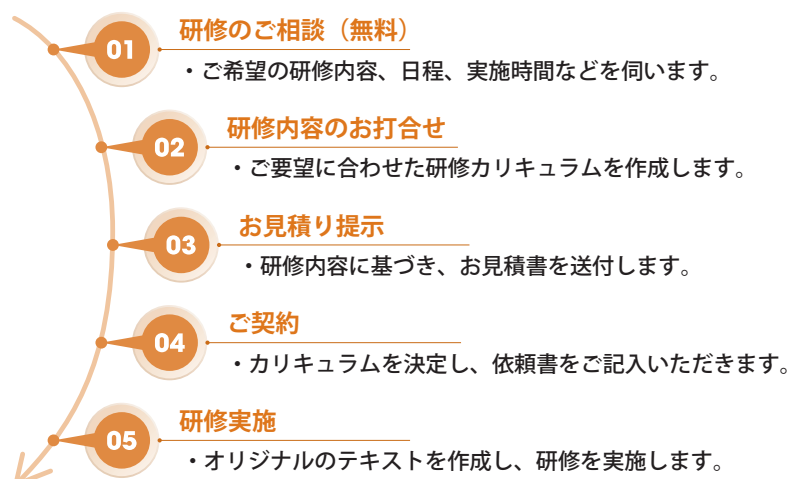 01
研修のご相談（無料）
・ご希望の研修内容、日程、実施時間などを伺います。
02
研修内容のお打合せ
・ご要望に合わせた研修カリキュラムを作成します。
03
お見積り提示
・研修内容に基づき、お見積書を送付します。
04
ご契約
・カリキュラムを決定し、依頼書をご記入いただきます。
05
研修実施
・オリジナルのテキストを作成し、研修を実施します。